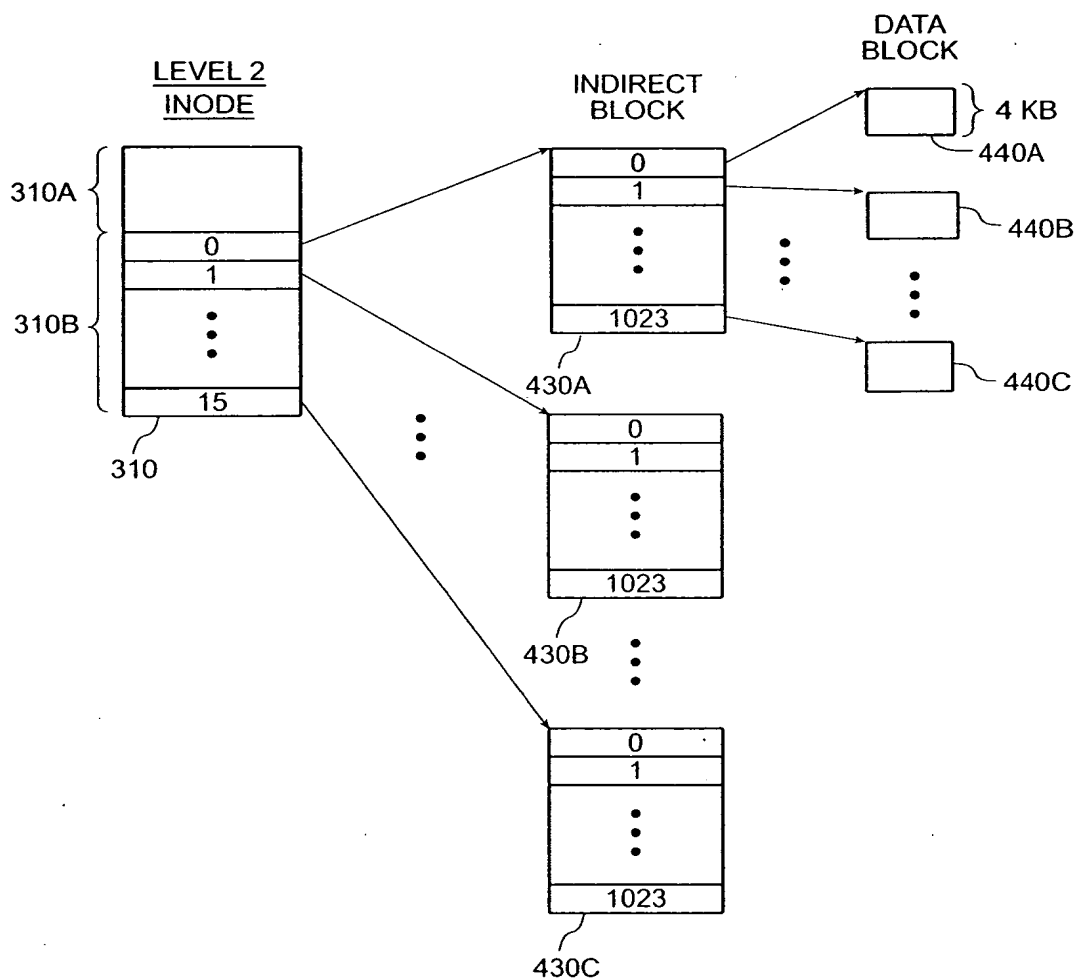 LEVEL 2
INODE
310A
310B
0
1
15
310
INDIRECT
BLOCK
0
1
1023
430A
0
1
1023
430B
0
1
1023
430C
DATA
BLOCK
4 KB
440A
440B
440C